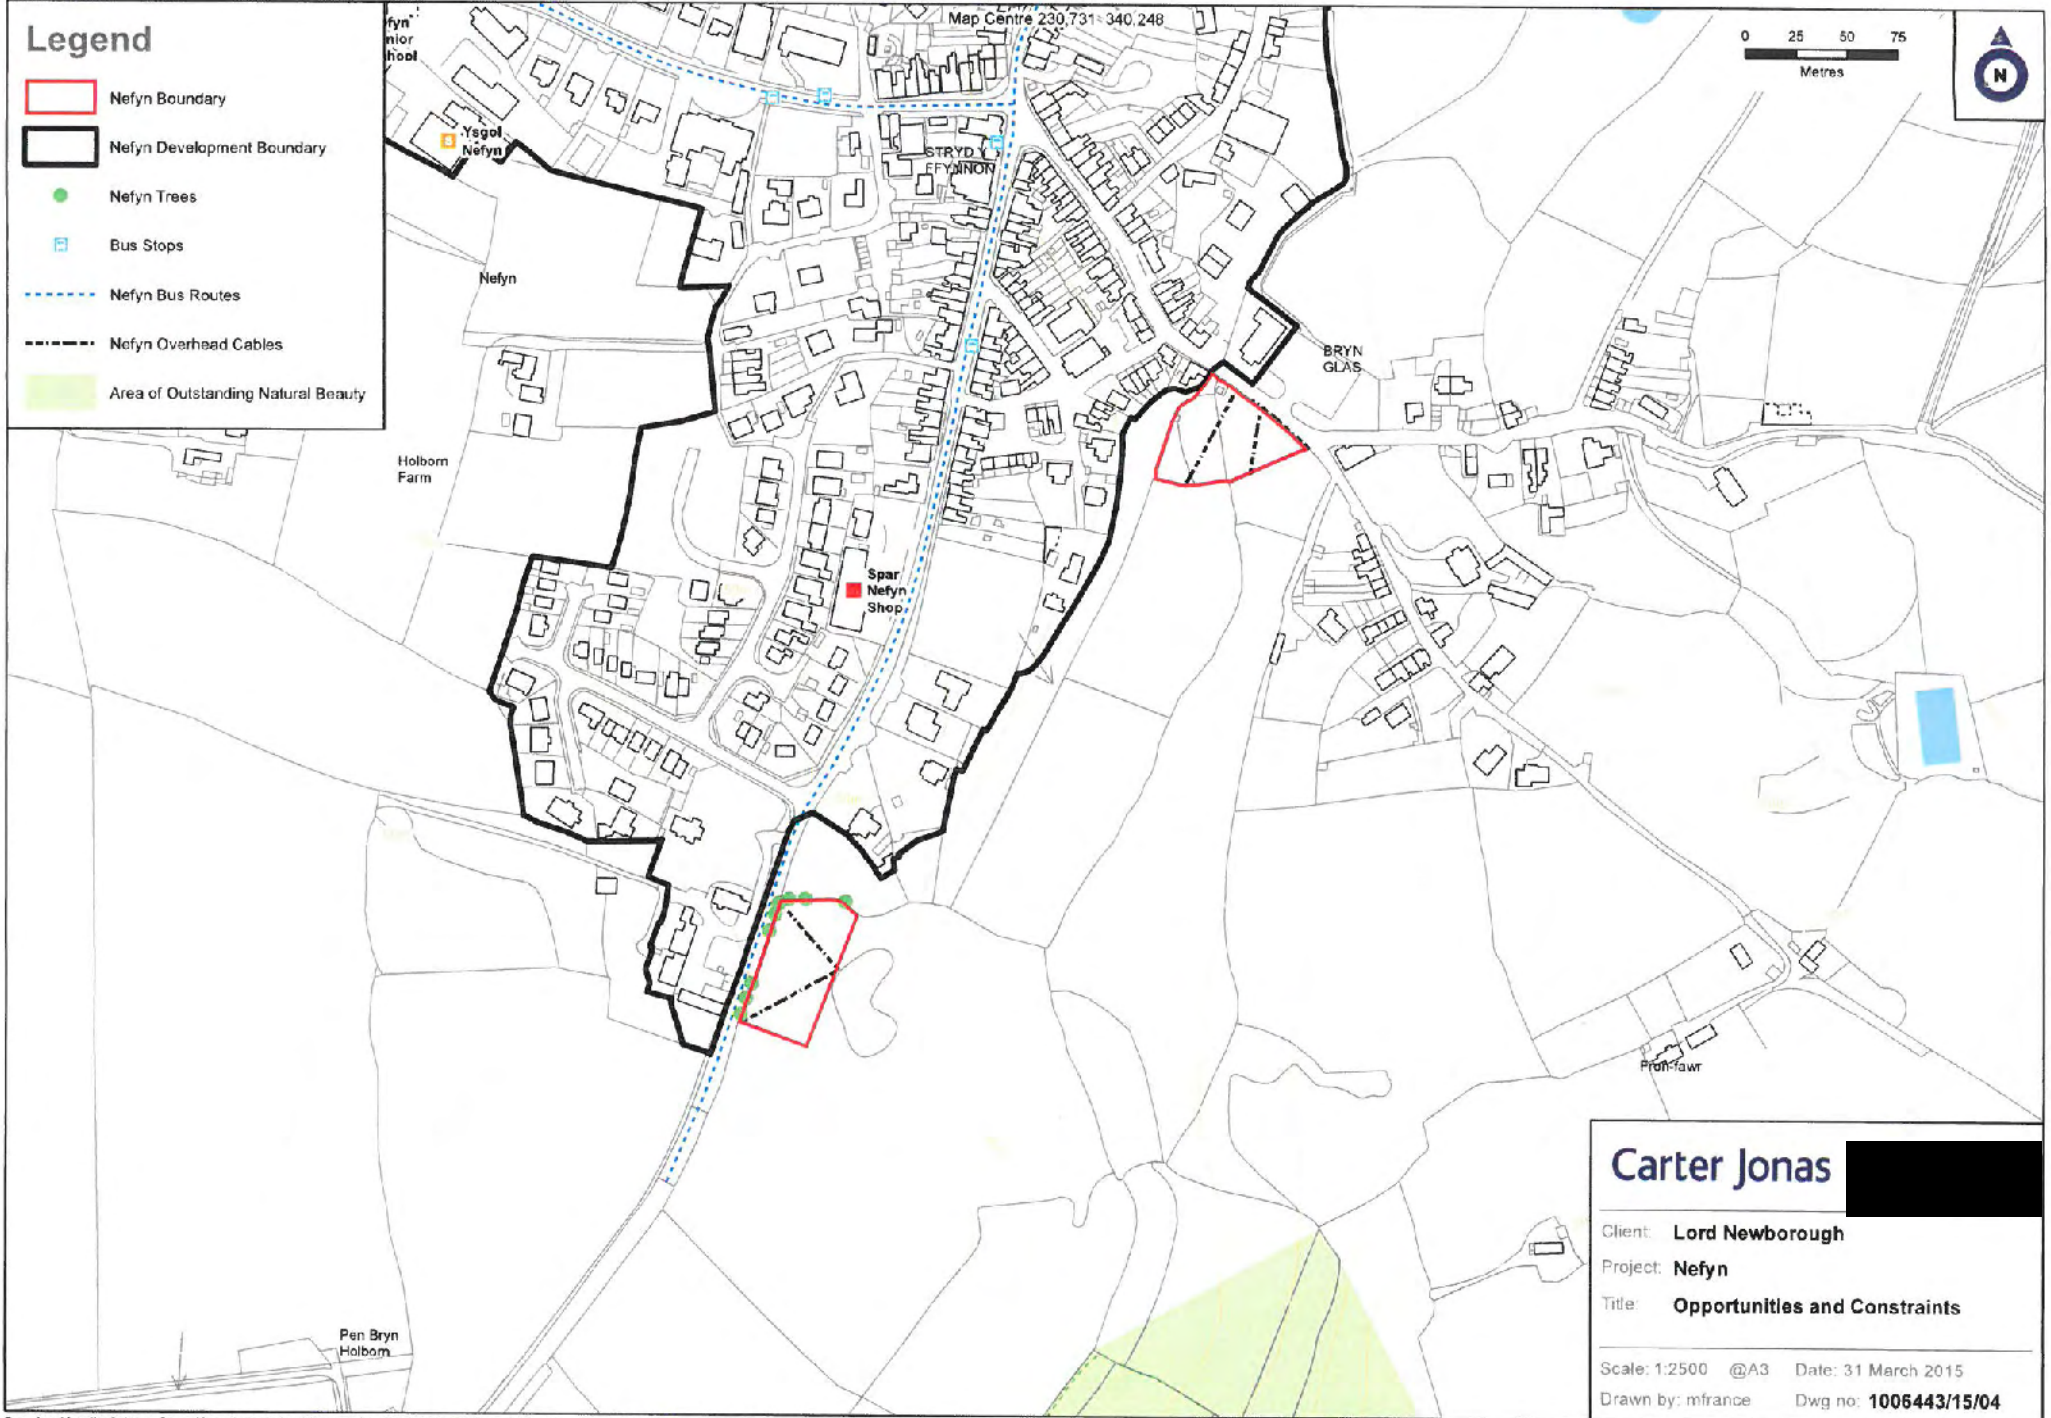 Legend
Nefyn Boundary
Nefyn Development Boundary
Nefyn Trees
Bus Stops
Nefyn Bus Routes
Nefyn Overhead Cables
Area of Outstanding Natural Beauty
Map Centre 230,731 340,248
0 25 50 75
Metres
N
Ysgol
Nefyn
STRYD Y
FFYNNON
Nefyn
BRYN
GLAS
Holborn
Farm
Spar
Nefyn
Shop
Pen Bryn
Holborn
Carter Jonas
Client: Lord Newborough
Project: Nefyn
Title: Opportunities and Constraints
Scale: 1:2500 @A3 Date: 31 March 2015
Drawn by: mfrance Dwg no: 1006443/15/04